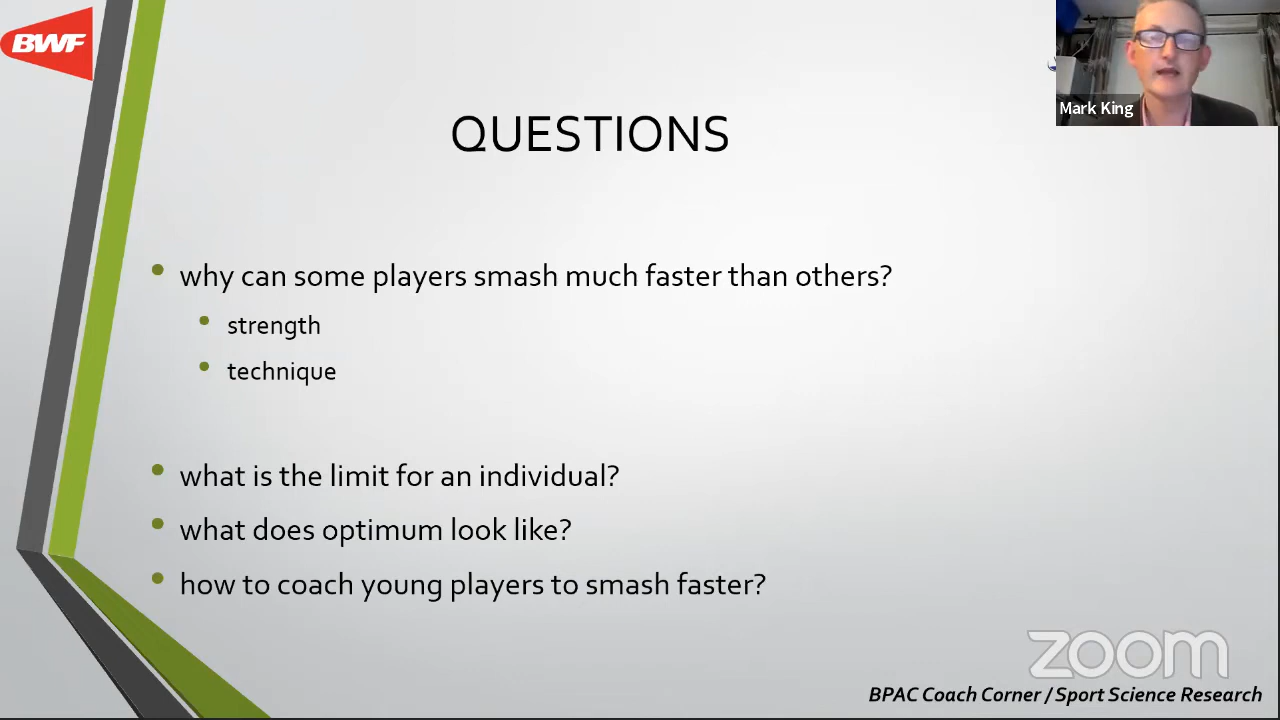 BWF
Mark King
QUESTIONS
why can some players smash much faster than others?
strength
technique
what is the limit for an individual?
what does optimum look like?
how to coach young players to smash faster?
zoom
BPAC Coach Corner / Sport Science Research